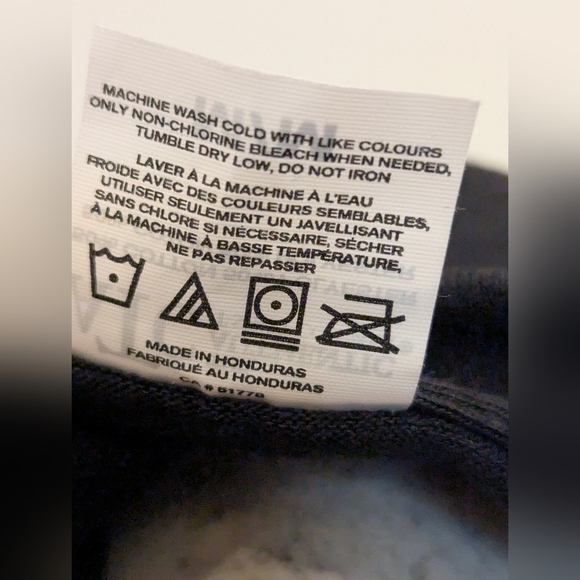 MACHINE WASH COLD WITH LIKE COLOURS
ONLY NON-CHLORINE BLEACH WHEN NEEDED,
TUMBLE DRY LOW, DO NOT IRON
LAVER À LA MACHINE À L'EAU
FROIDE AVEC DES COULEURS SEMBLABLES,
UTILISER SEULEMENT UN JAVELLISANT
SANS CHLORE SI NÉCESSAIRE, SÉCHER
À LA MACHINE À BASSE TEMPÉRATURE,
NE PAS REPASSER
MADE IN HONDURAS
FABRIQUÉ AU HONDURAS
CA # 51778